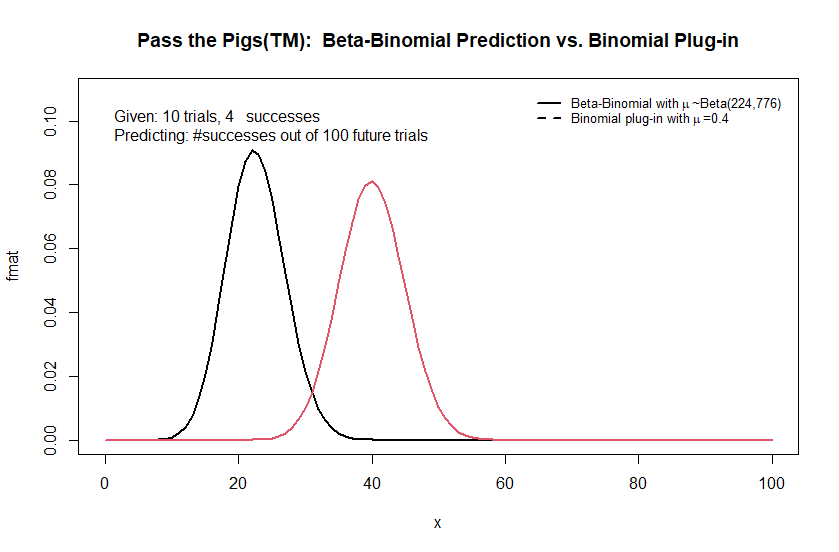 Pass the Pigs(TM):  Beta-Binomial Prediction vs. Binomial Plug-in
Given: 10 trials, 4   successes
Predicting: #successes out of 100 future trials
Beta-Binomial with μ ~Beta(224,776)
Binomial plug-in with μ =0.4
fmat
0.10
0.08
0.06
0.04
0.02
0.00
0 20 40 60 80 100
x